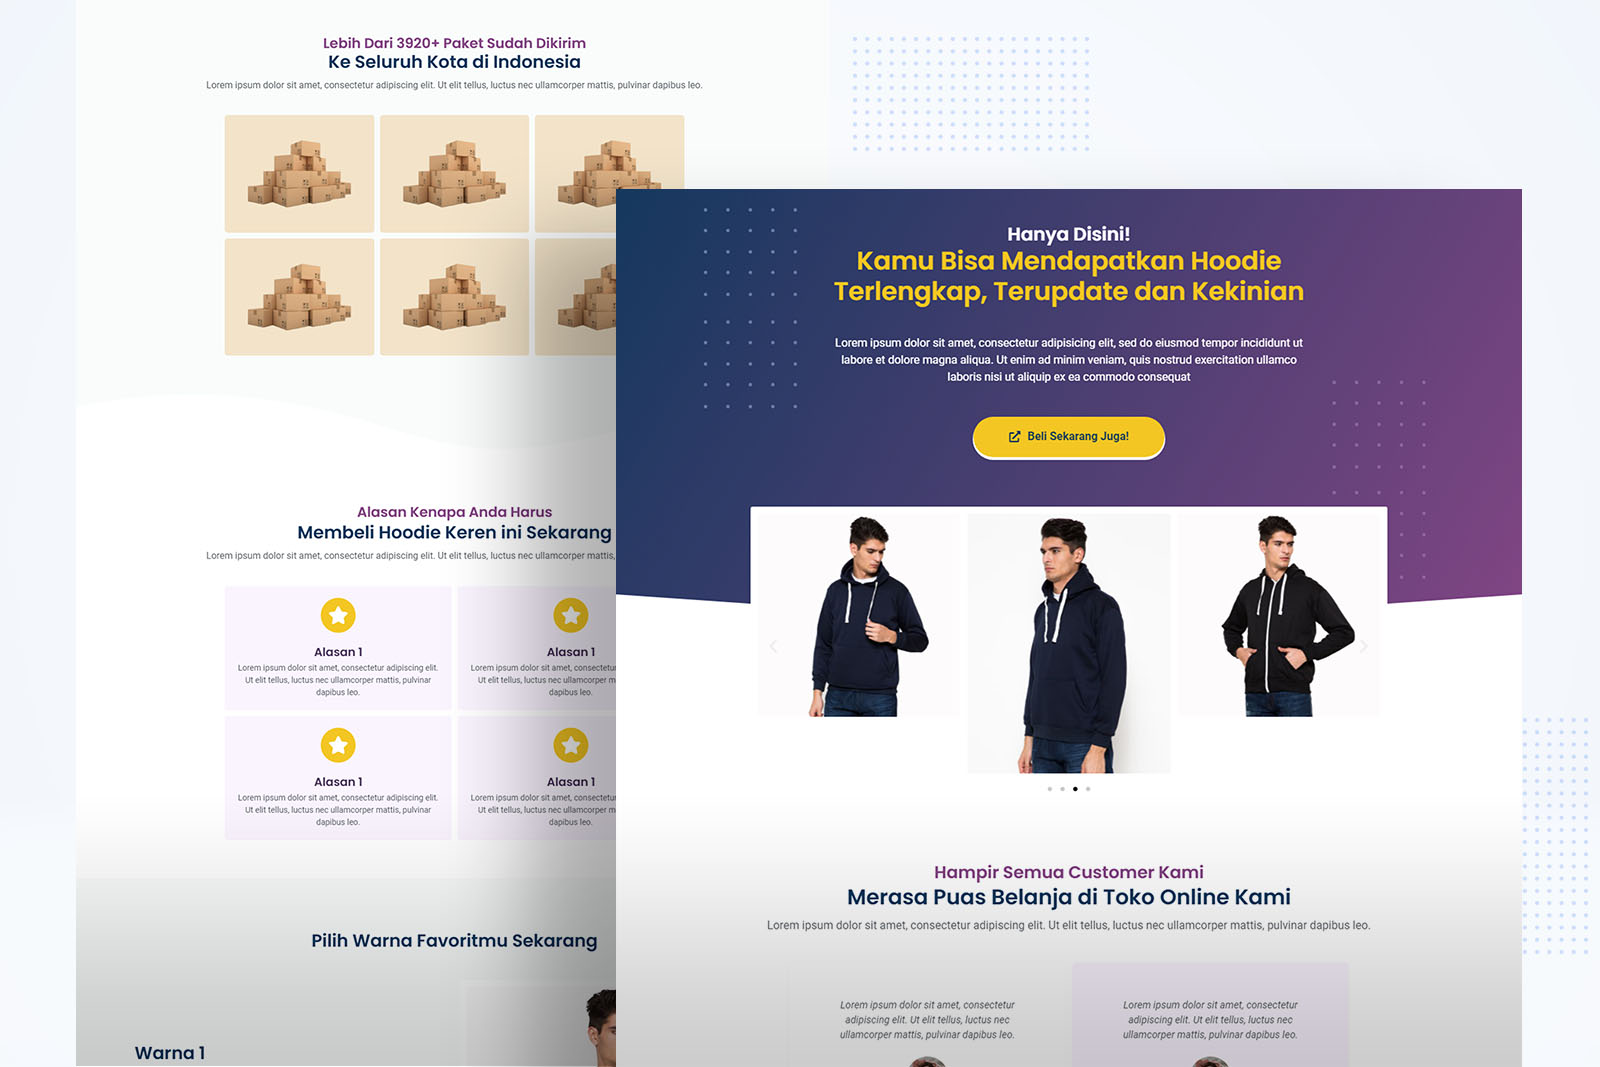 Lebih Dari 3920+ Paket Sudah Dikirim
Ke Seluruh Kota di Indonesia
Lorem ipsum dolor sit amet, consectetur adipiscing elit. Ut elit tellus, luctus nec ullamcorper mattis, pulvinar dapibus leo.
Alasan Kenapa Anda Harus
Membeli Hoodie Keren ini Sekarang
Lorem ipsum dolor sit amet, consectetur adipiscing elit. Ut elit tellus, luctus nec ullamcorper mattis,
Alasan 1
Lorem ipsum dolor sit amet, consectetur adipiscing elit.
Ut elit tellus, luctus nec ullamcorper mattis, pulvinar
dapibus leo.
Alasan 1
Lorem ipsum dolor sit amet, consectetur
Ut elit tellus, luctus nec ullamcorper
dapibus leo.
Alasan 1
Lorem ipsum dolor sit amet, consectetur adipiscing elit.
Ut elit tellus, luctus nec ullamcorper mattis, pulvinar
dapibus leo.
Alasan 1
Lorem ipsum dolor sit amet, consectetur
Ut elit tellus, luctus nec ullamcorper
dapibus leo.
Pilih Warna Favoritmu Sekarang
Warna 1
Hanya Disini!
Kamu Bisa Mendapatkan Hoodie
Terlengkap, Terupdate dan Kekinian
Lorem ipsum dolor sit amet, consectetur adipisicing elit, sed do eiusmod tempor incididunt ut
labore et dolore magna aliqua. Ut enim ad minim veniam, quis nostrud exercitation ullamco
laboris nisi ut aliquip ex ea commodo consequat
Beli Sekarang Juga!
Hampir Semua Customer Kami
Merasa Puas Belanja di Toko Online Kami
Lorem ipsum dolor sit amet, consectetur adipiscing elit. Ut elit tellus, luctus nec ullamcorper mattis, pulvinar dapibus leo.
Lorem ipsum dolor sit amet, consectetur
adipiscing elit. Ut elit tellus, luctus nec
ullamcorper mattis, pulvinar dapibus leo.
Lorem ipsum dolor sit amet, consectetur
adipiscing elit. Ut elit tellus, luctus nec
ullamcorper mattis, pulvinar dapibus leo.